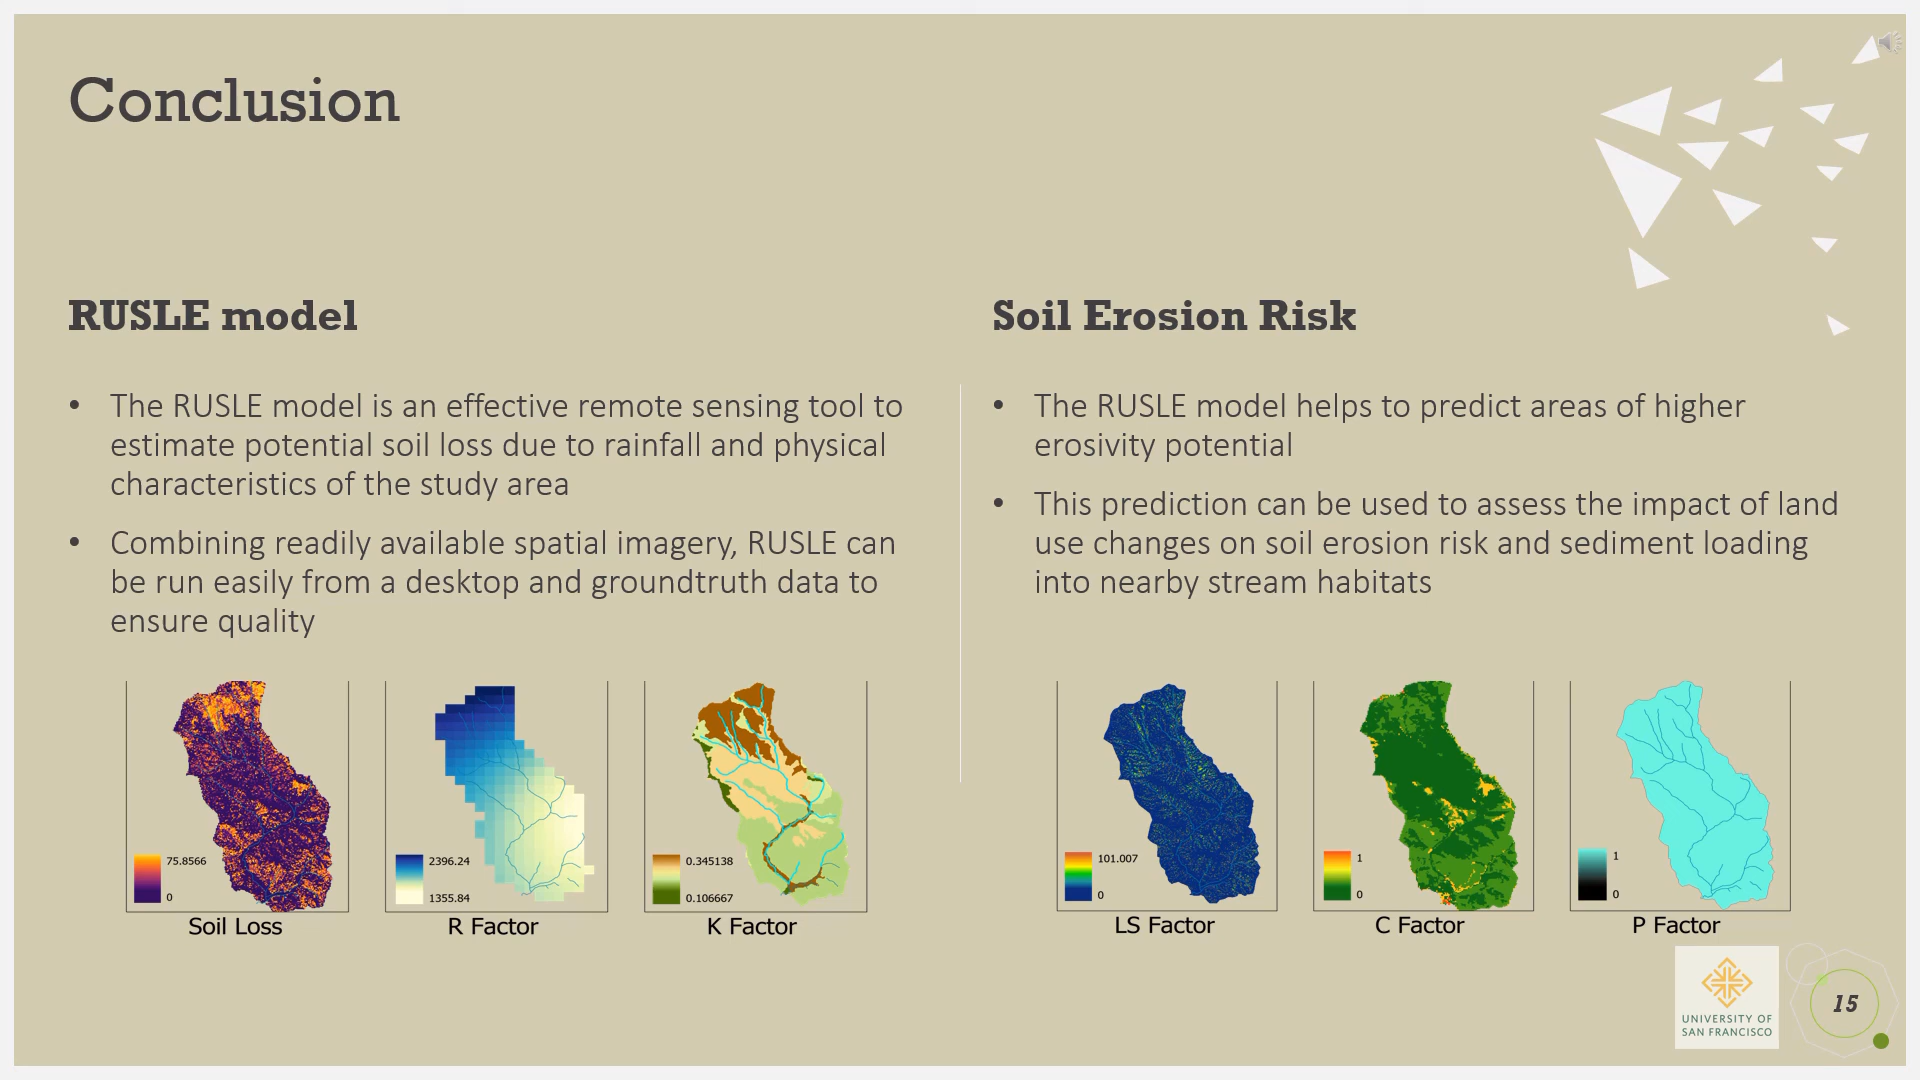 Conclusion
RUSLE model
• The RUSLE model is an effective remote sensing tool to
estimate potential soil loss due to rainfall and physical
characteristics of the study area
• Combining readily available spatial imagery, RUSLE can
be run easily from a desktop and groundtruth data to
ensure quality
Soil Erosion Risk
• The RUSLE model helps to predict areas of higher
erosivity potential
• This prediction can be used to assess the impact of land
use changes on soil erosion risk and sediment loading
into nearby stream habitats
75.8566
0
Soil Loss
2396.24
1355.84
R Factor
0.345138
0.106667
K Factor
101.007
0
LS Factor
1
0
C Factor
1
0
P Factor
UNIVERSITY OF
SAN FRANCISCO
15